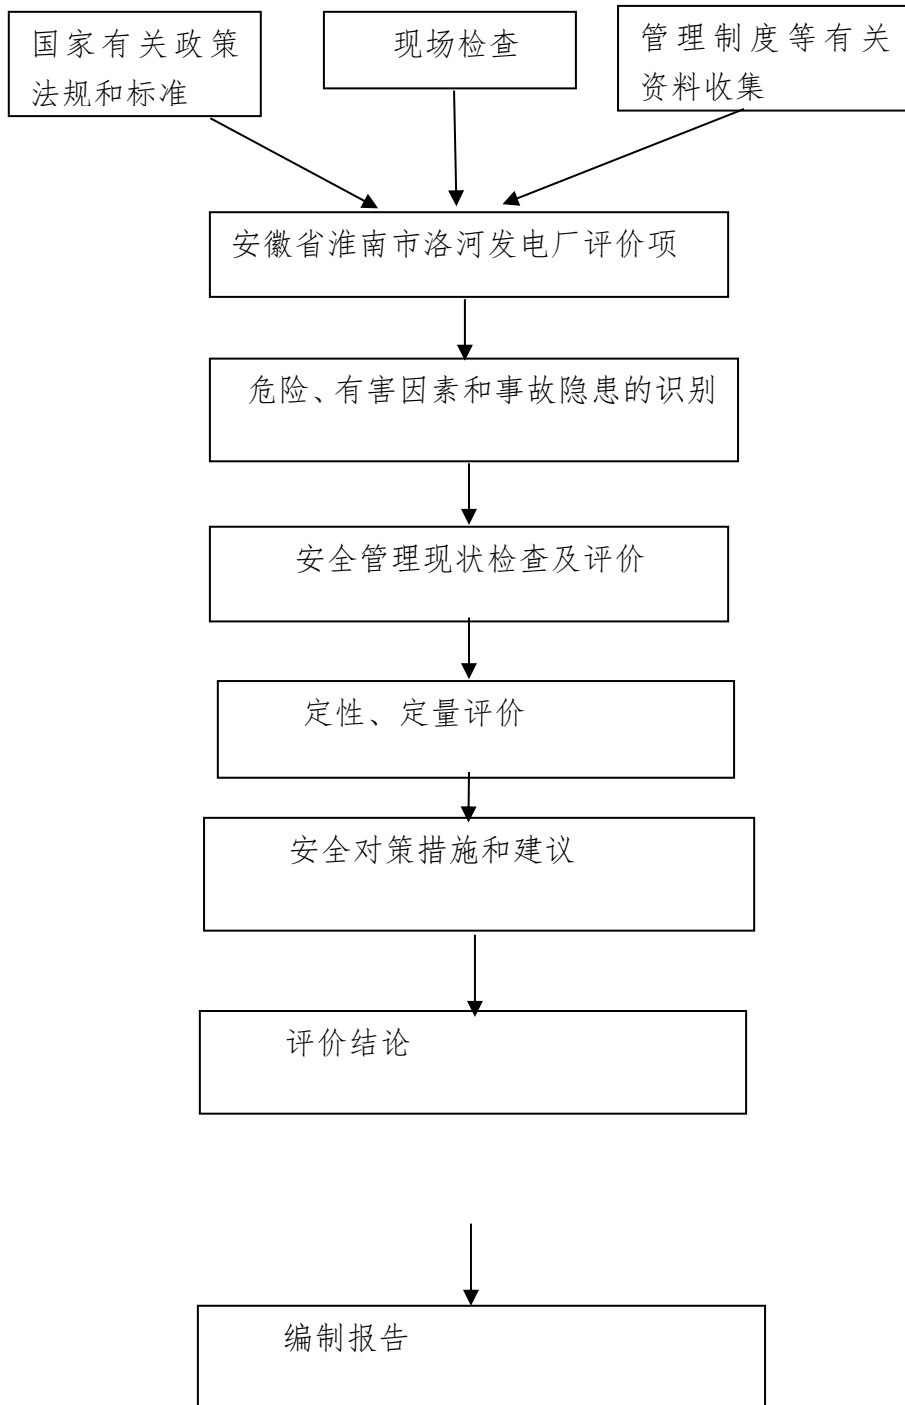 国家有关政策
法规和标准
现场检查
管理制度等有关
资料收集
安徽省淮南市洛河发电厂评价项
危险、有害因素和事故隐患的识别
安全管理现状检查及评价
定性、定量评价
安全对策措施和建议
评价结论
编制报告